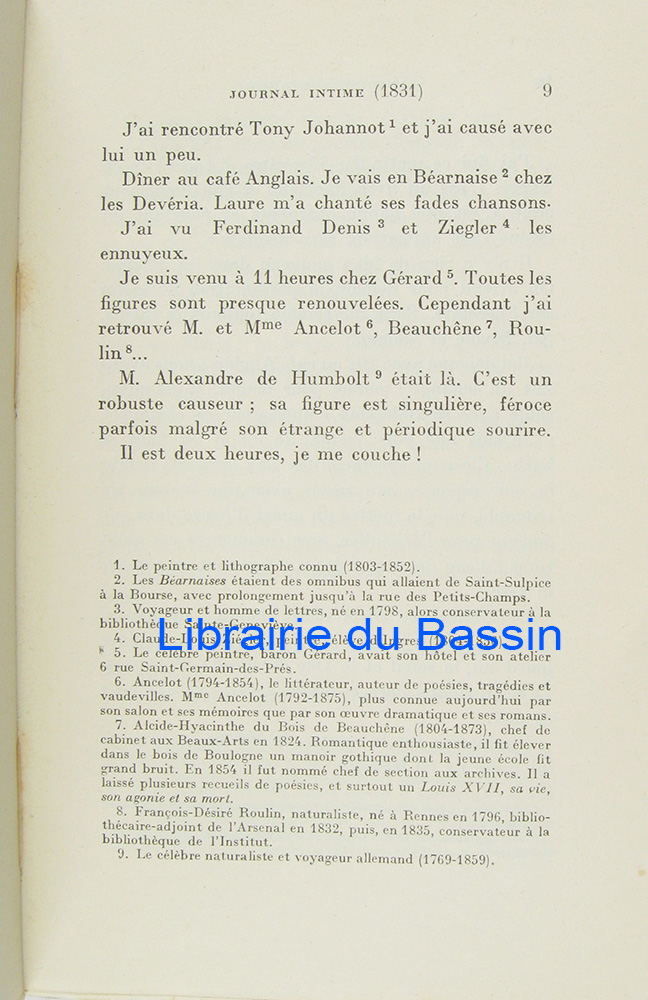 JOURNAL INTIME (1831) 9
J'ai rencontré Tony Johannot 1 et j'ai causé avec
lui un peu.
Dîner au café Anglais. Je vais en Béarnaise 2 chez
les Devéria. Laure m'a chanté ses fades chansons.
J'ai vu Ferdinand Denis 3 et Ziegler 4 les
ennuyeux.
Je suis venu à 11 heures chez Gérard 5. Toutes les
figures sont presque renouvelées. Cependant j'ai
retrouvé M. et Mme Ancelot 6, Beauchêne 7, Rou-
lin 8...
M. Alexandre de Humbolt 9 était là. C'est un
robuste causeur ; sa figure est singulière, féroce
parfois malgré son étrange et périodique sourire.
Il est deux heures, je me couche !
1. Le peintre et lithographe connu (1803-1852).
2. Les Béarnaises étaient des omnibus qui allaient de Saint-Sulpice
à la Bourse, avec prolongement jusqu'à la rue des Petits-Champs.
3. Voyageur et homme de lettres, né en 1798, alors conservateur à la
bibliothèque Sainte-Geneviève.
4. Claude-Louis peintre, élève d'Ingres
Librairie du Bassin
5. Le célèbre peintre, baron Gérard, avait son hôtel et son atelier
6 rue Saint-Germain-des-Prés.
6. Ancelot (1794-1854), le littérateur, auteur de poésies, tragédies et
vaudevilles. Mme Ancelot (1792-1875), plus connue aujourd'hui par
son salon et ses mémoires que par son œuvre dramatique et ses romans.
7. Alcide-Hyacinthe du Bois de Beauchêne (1804-1873), chef de
cabinet aux Beaux-Arts en 1824. Romantique enthousiaste, il fit élever
dans le bois de Boulogne un manoir gothique dont la jeune école fit
grand bruit. En 1854 il fut nommé chef de section aux archives. Il a
laissé plusieurs recueils de poésies, et surtout un Louis XVII, sa vie,
son agonie et sa mort.
8. François-Désiré Roulin, naturaliste, né à Rennes en 1796, biblio-
thécaire-adjoint de l'Arsenal en 1832, puis, en 1835, conservateur à la
bibliothèque de l'Institut.
9. Le célèbre naturaliste et voyageur allemand (1769-1859).